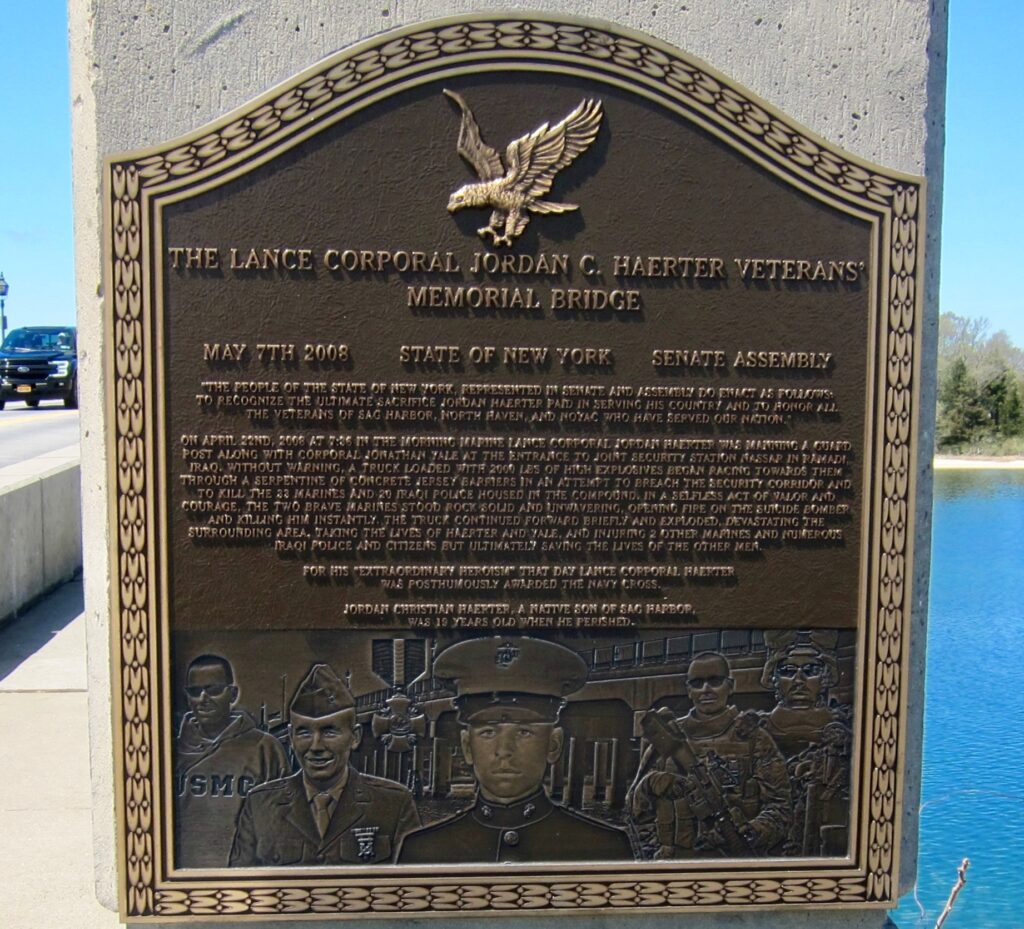 THE LANCE CORPORAL JORDAN C. HAERTER VETERANS'
MEMORIAL BRIDGE
MAY 7TH 2008 STATE OF NEW YORK SENATE ASSEMBLY
"THE PEOPLE OF THE STATE OF NEW YORK, REPRESENTED IN SENATE AND ASSEMBLY DO ENACT AS FOLLOWS:
TO RECOGNIZE THE ULTIMATE SACRIFICE JORDAN HAERTER PAID IN SERVING HIS COUNTRY AND TO HONOR ALL
THE VETERANS OF SAG HARBOR, NORTH HAVEN, AND NOYAC WHO HAVE SERVED OUR NATION."
ON APRIL 22ND, 2008 AT 7:36 IN THE MORNING MARINE LANCE CORPORAL JORDAN HAERTER WAS MANNING A GUARD
POST ALONG WITH CORPORAL JONATHAN YALE AT THE ENTRANCE TO JOINT SECURITY STATION NASSAR IN RAMADI
IRAQ. WITHOUT WARNING, A TRUCK LOADED WITH 2000 LBS OF HIGH EXPLOSIVES BEGAN RACING TOWARDS THEM
THROUGH A SERPENTINE OF CONCRETE JERSEY BARRIERS IN AN ATTEMPT TO BREACH THE SECURITY CORRIDOR AND
TO KILL THE 33 MARINES AND 20 IRAQI POLICE HOUSED IN THE COMPOUND. IN A SELFLESS ACT OF VALOR AND
COURAGE, THE TWO BRAVE MARINES STOOD ROCK SOLID AND UNWAVERING, OPENING FIRE ON THE SUICIDE BOMBER
AND KILLING HIM INSTANTLY. THE TRUCK CONTINUED FORWARD BRIEFLY AND EXPLODED, DEVASTATING THE
SURROUNDING AREA, TAKING THE LIVES OF HAERTER AND YALE, AND INJURING 2 OTHER MARINES AND NUMEROUS
IRAQI POLICE AND CITIZENS BUT ULTIMATELY SAVING THE LIVES OF THE OTHER MEN.
FOR HIS "EXTRAORDINARY HEROISM" THAT DAY LANCE CORPORAL HAERTER
WAS POSTHUMOUSLY AWARDED THE NAVY CROSS.
JORDAN CHRISTIAN HAERTER, A NATIVE SON OF SAG HARBOR,
WAS 19 YEARS OLD WHEN HE PERISHED.
USMC